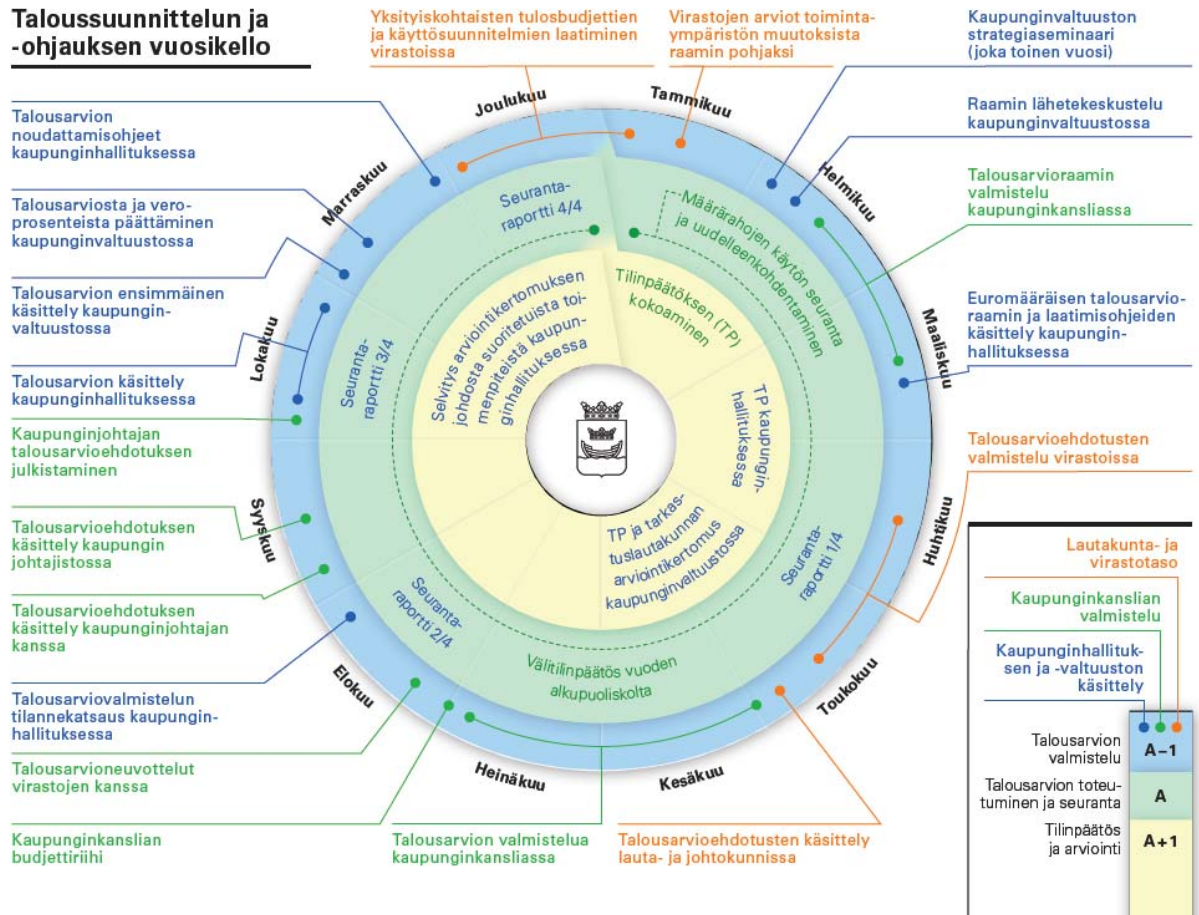 Taloussuunnittelun ja
-ohjauksen vuosikello
Yksityiskohtaisten tulosbudjettien
ja käyttösuunnitelmien laatiminen
virastoissa
Virastojen arviot toiminta-
ympäristön muutoksista
raamin pohjaksi
Kaupunginvaltuuston
strategiaseminaari
(joka toinen vuosi)
Raamin lähetekeskustelu
kaupunginvaltuustossa
Talousarvioraamin
valmistelu
kaupunginkansliassa
Euromääräisen talousarvio-
raamin ja laatimisohjeiden
käsittely kaupungin-
hallituksessa
Talousarvioehdotusten
valmistelu virastoissa
Talousarvion
noudattamisohjeet
kaupunginhallituksessa
Talousarviosta ja vero-
prosenteista päättäminen
kaupunginvaltuustossa
Talousarvion ensimmäinen
käsittely kaupungin-
valtuustossa
Talousarvion käsittely
kaupunginhallituksessa
Kaupunginjohtajan
talousarvioehdotuksen
julkistaminen
Talousarvioehdotuksen
käsittely kaupungin
johtajistossa
Talousarvioehdotuksen
käsittely kaupunginjohtajan
kanssa
Talousarviovalmistelun
tilannekatsaus kaupungin-
hallituksessa
Talousarvioneuvottelut
virastojen kanssa
Kaupunginkanslian
budjettiriihi
Talousarvion valmistelua
kaupunginkansliassa
Talousarvioehdotusten käsittely
lauta- ja johtokunnissa
Tammikuu
Helmikuu
Maaliskuu
Huhtikuu
Toukokuu
Kesäkuu
Heinäkuu
Elokuu
Syyskuu
Lokakuu
Marraskuu
Joulukuu
Määrärahojen käytön seuranta
ja uudelleenkohdentaminen
Seuranta-
raportti 1/4
Välitilinpäätös vuoden
alkupuoliskolta
Seuranta-
raportti 2/4
Seuranta-
raportti 3/4
Seuranta-
raportti 4/4
Tilinpäätöksen (TP)
kokoaminen
TP kaupungin-
hallituksessa
TP ja tarkas-
tuslautakunnan
arviointikertomus
kaupunginvaltuustossa
Selvitys arviointikertomuksen
johdosta suoritetuista toi-
menpiteistä kaupun-
ginhallituksessa
Lautakunta- ja
virastotaso
Kaupunginkanslian
valmistelu
Kaupunginhallituk-
sen ja -valtuuston
käsittely
Talousarvion
valmistelu
A–1
Talousarvion toteu-
tuminen ja seuranta
A
Tilinpäätös
ja arviointi
A+1